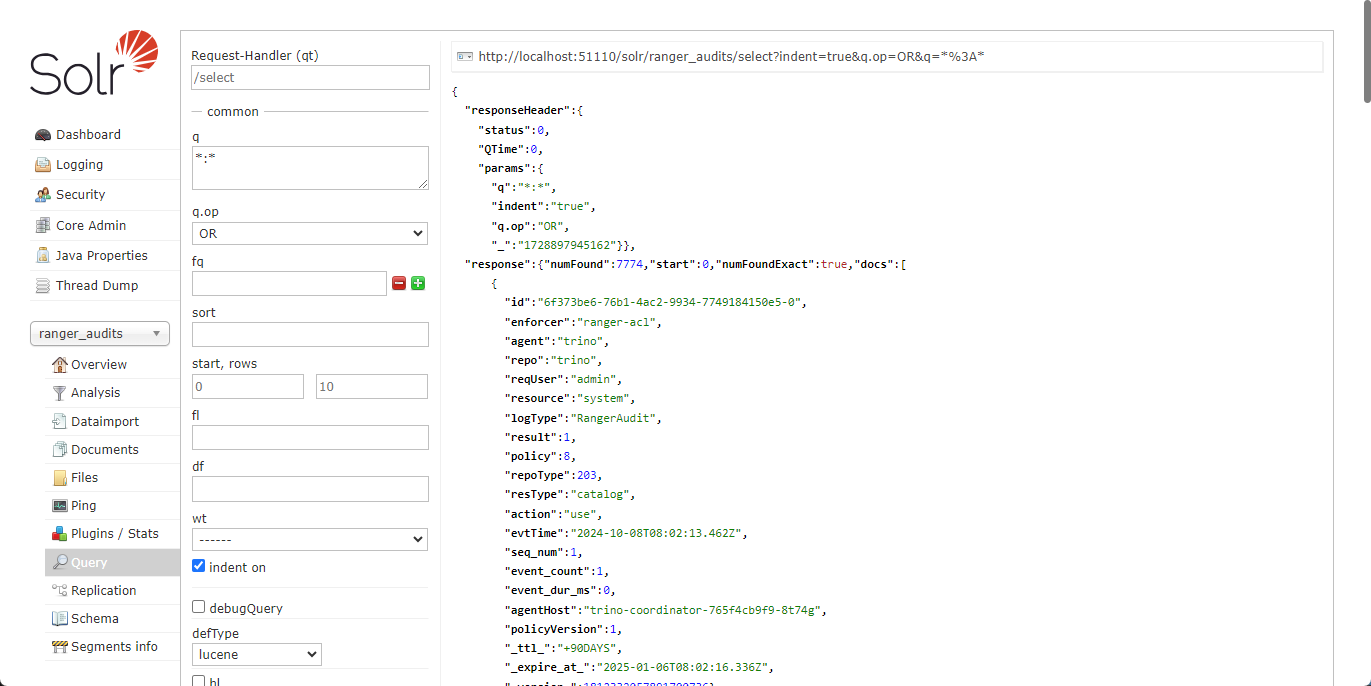 Solr
Dashboard
Logging
Security
Core Admin
Java Properties
Thread Dump
ranger_audits
Overview
Analysis
Dataimport
Documents
Files
Ping
Plugins / Stats
Query
Replication
Schema
Segments info
Request-Handler (qt)
/select
common
q
*:*
q.op
OR
fq
sort
start, rows
0 10
fl
df
wt
------
indent on
debugQuery
defType
lucene
hl
http://localhost:51110/solr/ranger_audits/select?indent=true&q.op=OR&q=*%3A*
{
"responseHeader":{
"status":0,
"QTime":0,
"params":{
"q":"*:*",
"indent":"true",
"q.op":"OR",
"_":"1728897945162"}},
"response":{"numFound":7774,"start":0,"numFoundExact":true,"docs":[
{
"id":"6f373be6-76b1-4ac2-9934-7749184150e5-0",
"enforcer":"ranger-acl",
"agent":"trino",
"repo":"trino",
"reqUser":"admin",
"resource":"system",
"logType":"RangerAudit",
"result":1,
"policy":8,
"repoType":203,
"resType":"catalog",
"action":"use",
"evtTime":"2024-10-08T08:02:13.462Z",
"seq_num":1,
"event_count":1,
"event_dur_ms":0,
"agentHost":"trino-coordinator-765f4cb9f9-8t74g",
"policyVersion":1,
"_ttl_":"+90DAYS",
"_expire_at_":"2025-01-06T08:02:16.336Z",